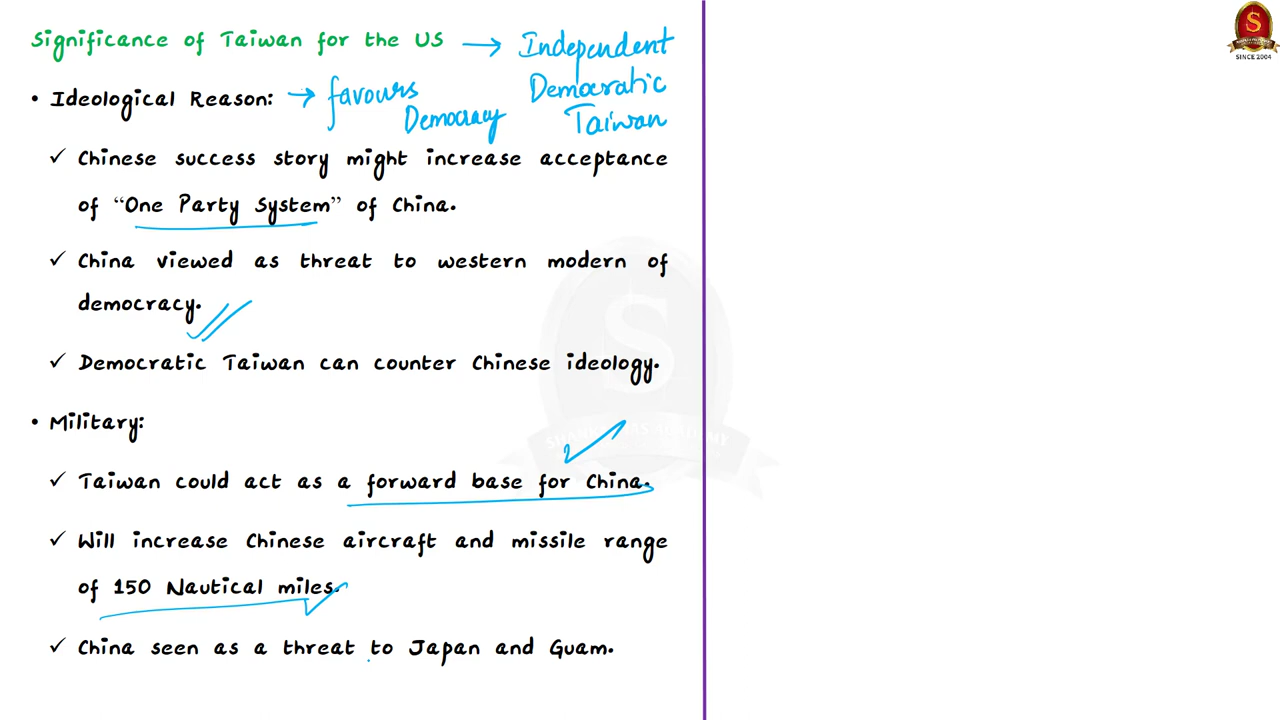 Significance of Taiwan for the US → Independent
Democratic
Taiwan
• Ideological Reason: → favours
Democracy
✓ Chinese success story might increase acceptance
of “One Party System” of China.
✓ China viewed as threat to western modern of
democracy.
✓ Democratic Taiwan can counter Chinese ideology.
• Military:
✓ Taiwan could act as a forward base for China.
✓ Will increase Chinese aircraft and missile range
of 150 Nautical miles.
✓ China seen as a threat to Japan and Guam.
S
SINCE 2004
S